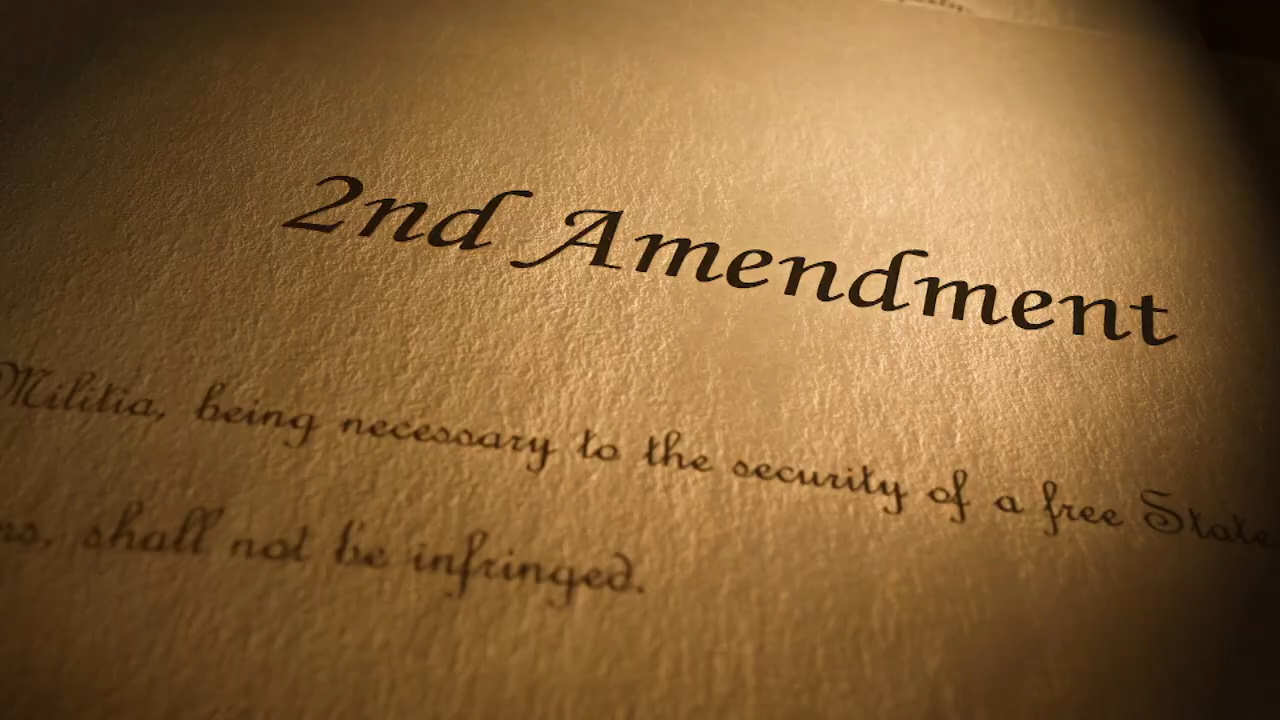 2nd Amendment
Militia, being necessary to the security of a free State,
shall not be infringed.